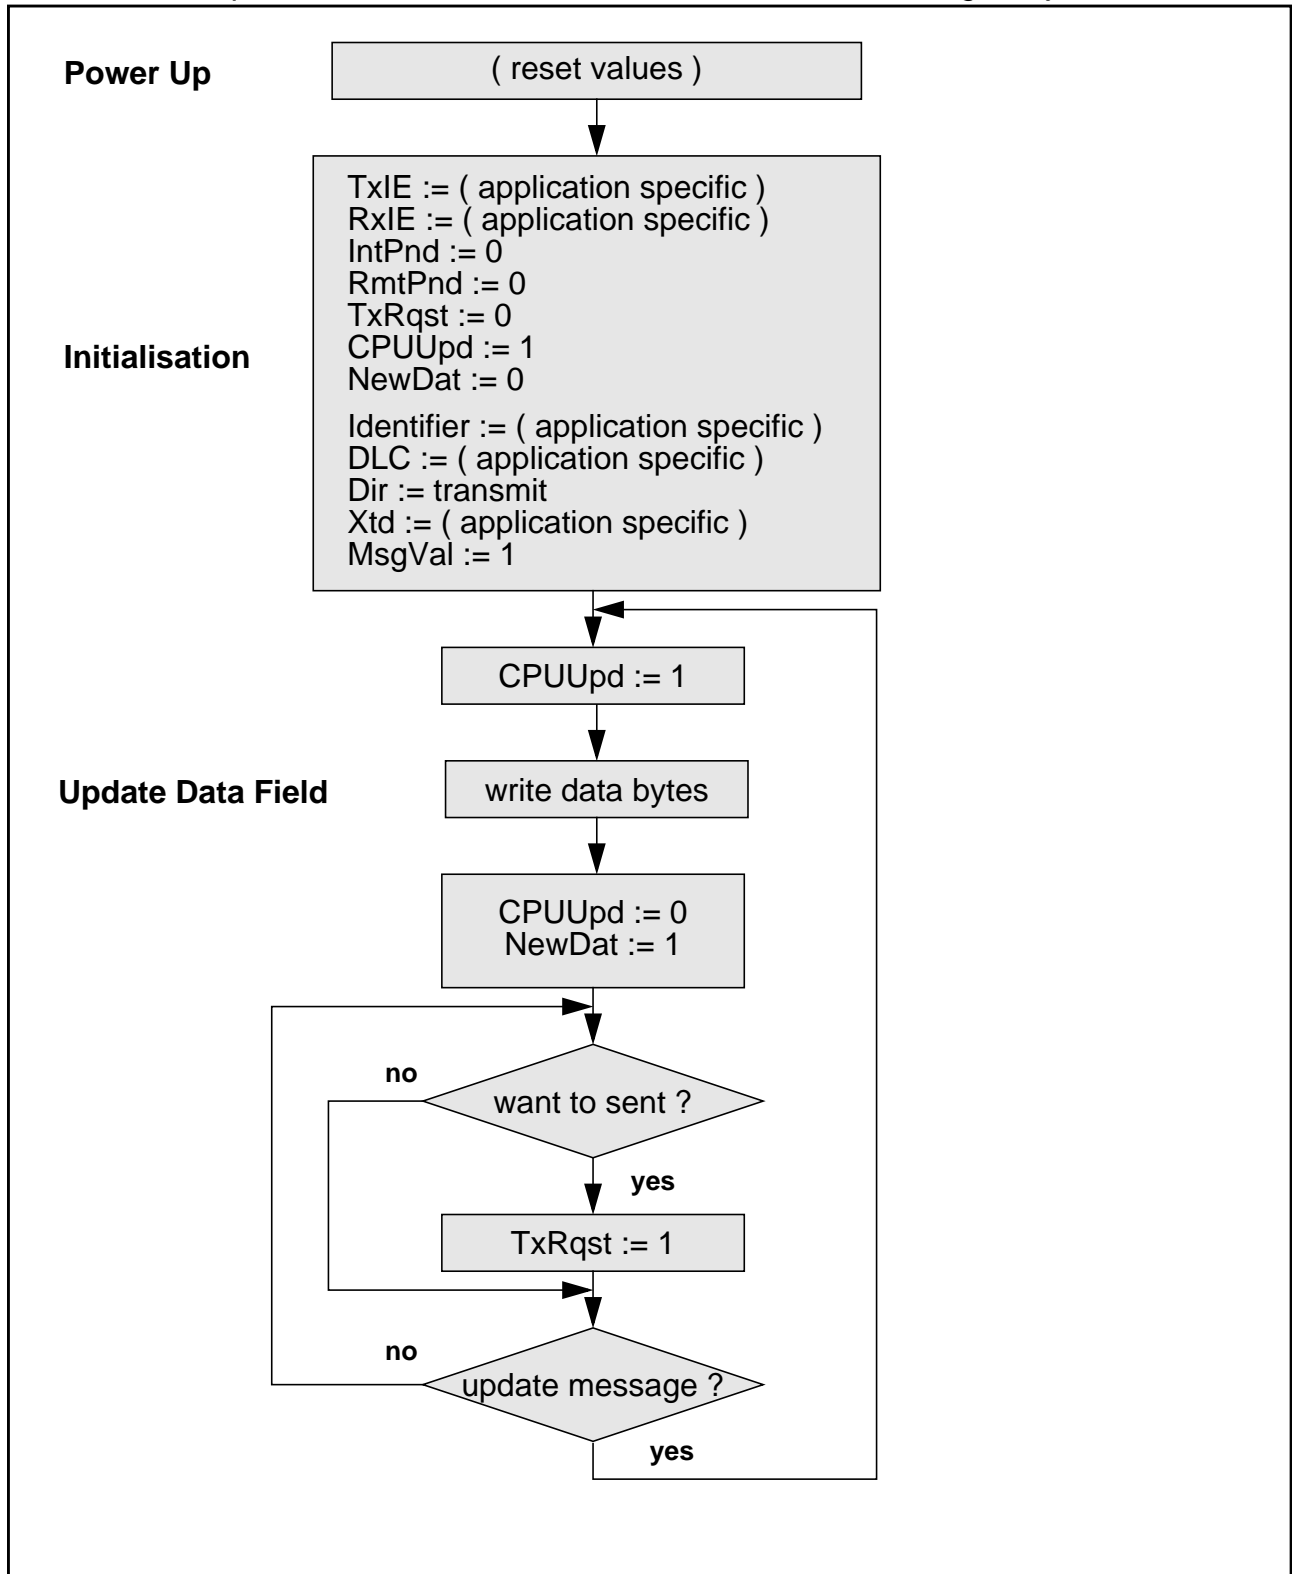 Power Up
( reset values )
TxIE := ( application specific )
RxIE := ( application specific )
IntPnd := 0
RmtPnd := 0
TxRqst := 0
Initialisation
CPUUpd := 1
NewDat := 0
Identifier := ( application specific )
DLC := ( application specific )
Dir := transmit
Xtd := ( application specific )
MsgVal := 1
CPUUpd := 1
Update Data Field
write data bytes
CPUUpd := 0
NewDat := 1
no
want to sent ?
yes
TxRqst := 1
no
update message ?
yes